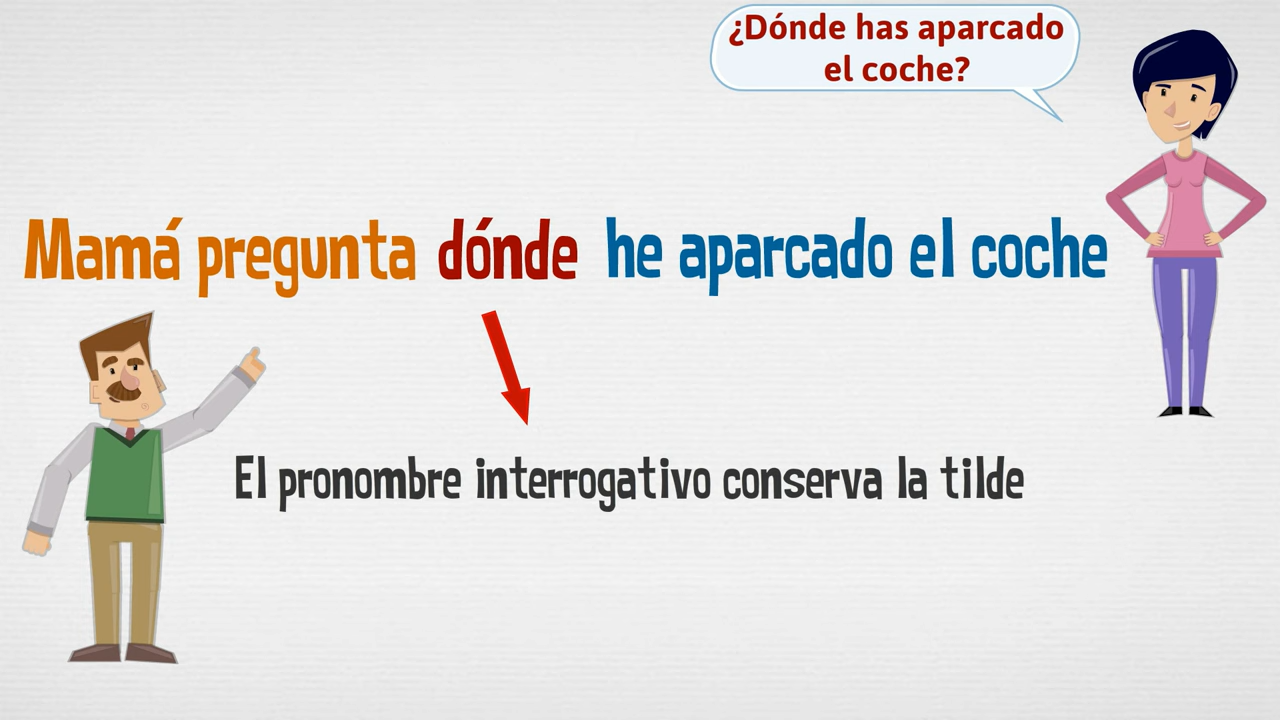 ¿Dónde has aparcado
el coche?
Mamá pregunta dónde he aparcado el coche
El pronombre interrogativo conserva la tilde